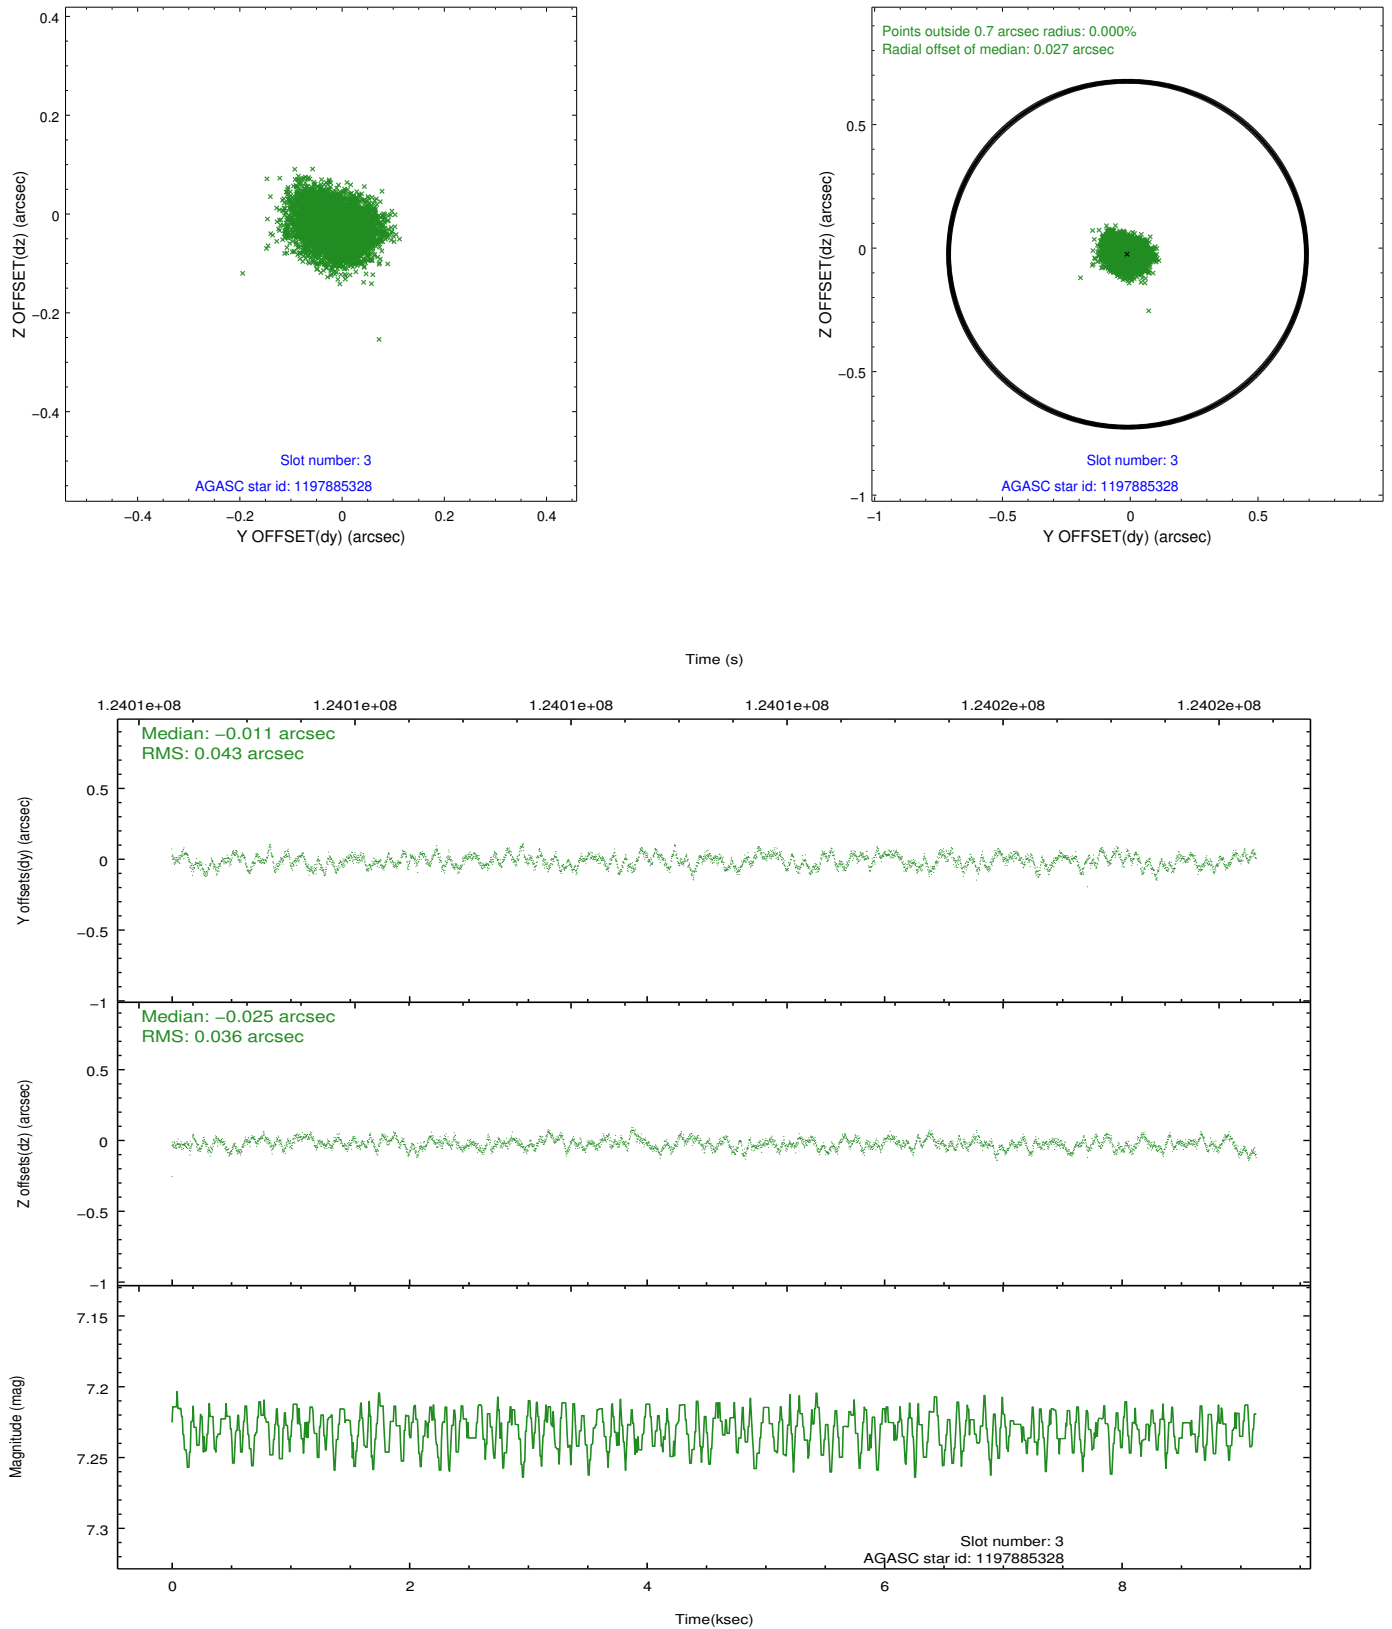 0.4
0.2
0
−0.2
−0.4
Z OFFSET(dz) (arcsec)
Slot number: 3
AGASC star id: 1197885328
−0.4 −0.2 0 0.2 0.4
Y OFFSET(dy) (arcsec)
Points outside 0.7 arcsec radius: 0.000%
Radial offset of median: 0.027 arcsec
0.5
0
−0.5
−1
Z OFFSET(dz) (arcsec)
Slot number: 3
AGASC star id: 1197885328
−1 −0.5 0 0.5
Y OFFSET(dy) (arcsec)
Time (s)
1.2401e+08 1.2401e+08 1.2401e+08 1.2401e+08 1.2402e+08 1.2402e+08
Median: −0.011 arcsec
RMS: 0.043 arcsec
0.5
0
−0.5
−1
Y offsets(dy) (arcsec)
Median: −0.025 arcsec
RMS: 0.036 arcsec
0.5
0
−0.5
−1
Z offsets(dz) (arcsec)
7.15
7.2
7.25
7.3
Magnitude (mag)
Slot number: 3
AGASC star id: 1197885328
0 2 4 6 8
Time(ksec)